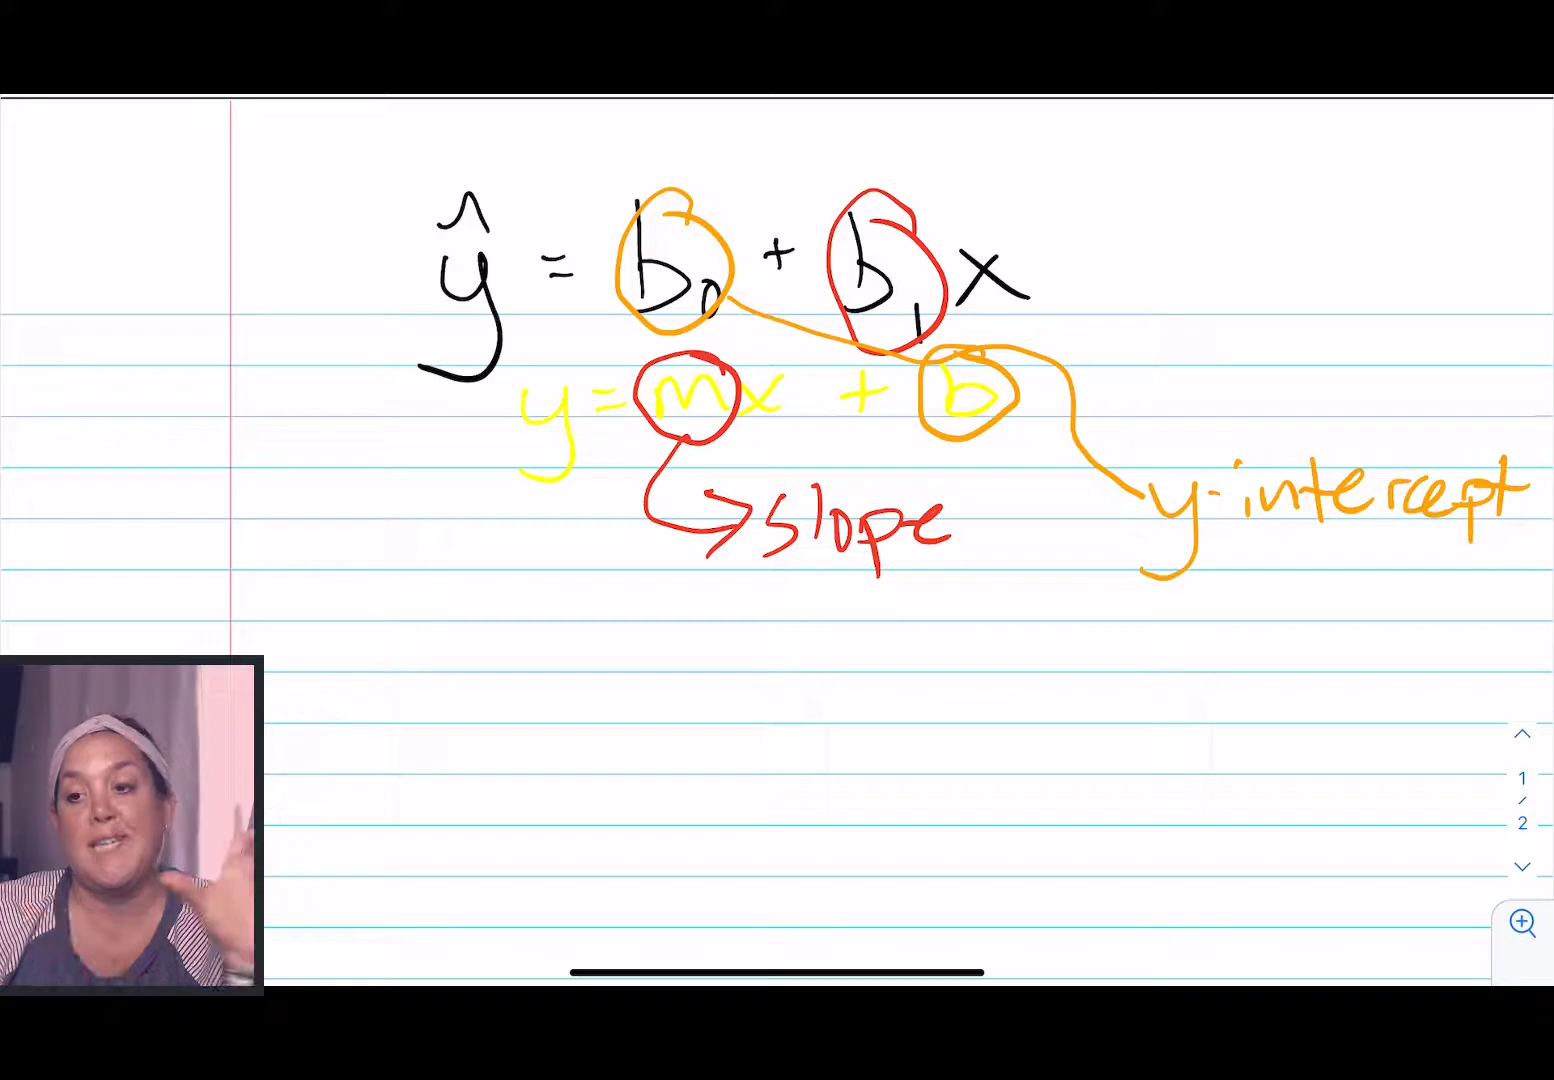 ŷ = b₀ + b₁x
y = mx + b
slope
y-intercept
1
/
2